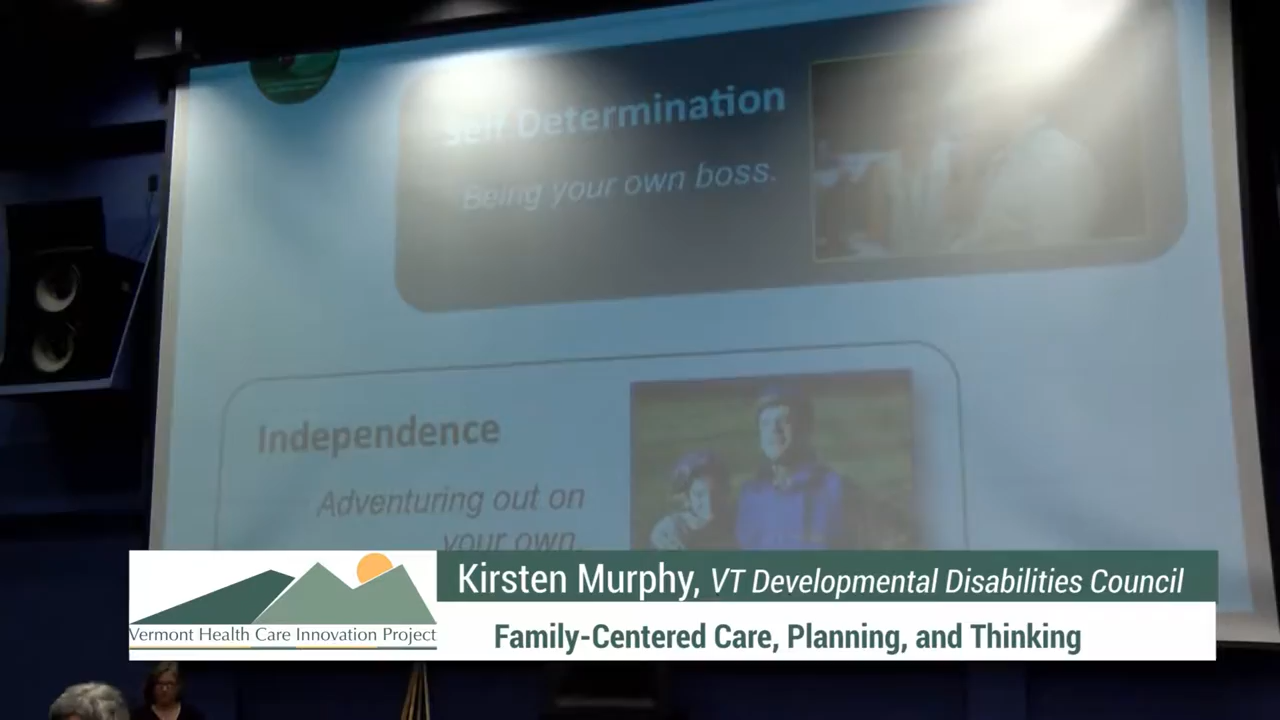 Self Determination
Being your own boss.
Independence
Adventuring out on
your own.
Kirsten Murphy, VT Developmental Disabilities Council
Vermont Health Care Innovation Project
Family-Centered Care, Planning, and Thinking